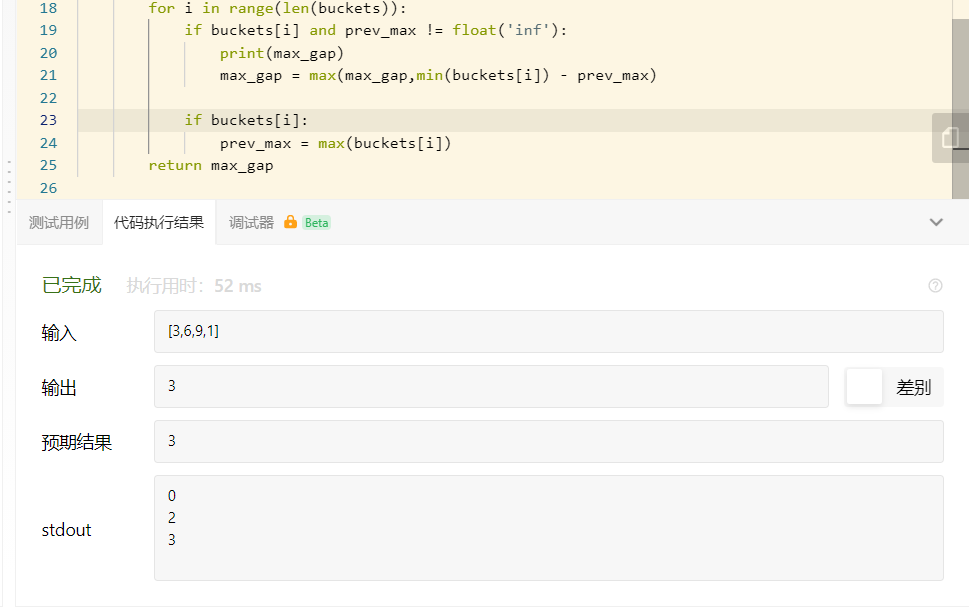 18 for i in range(len(buckets)):
19 if buckets[i] and prev_max != float('inf'):
20 print(max_gap)
21 max_gap = max(max_gap,min(buckets[i]) - prev_max)
22
23 if buckets[i]:
24 prev_max = max(buckets[i])
25 return max_gap
26
测试用例 代码执行结果 调试器 Beta
已完成 执行用时：52 ms
输入 [3,6,9,1]
输出 3 差别
预期结果 3
stdout
0
2
3